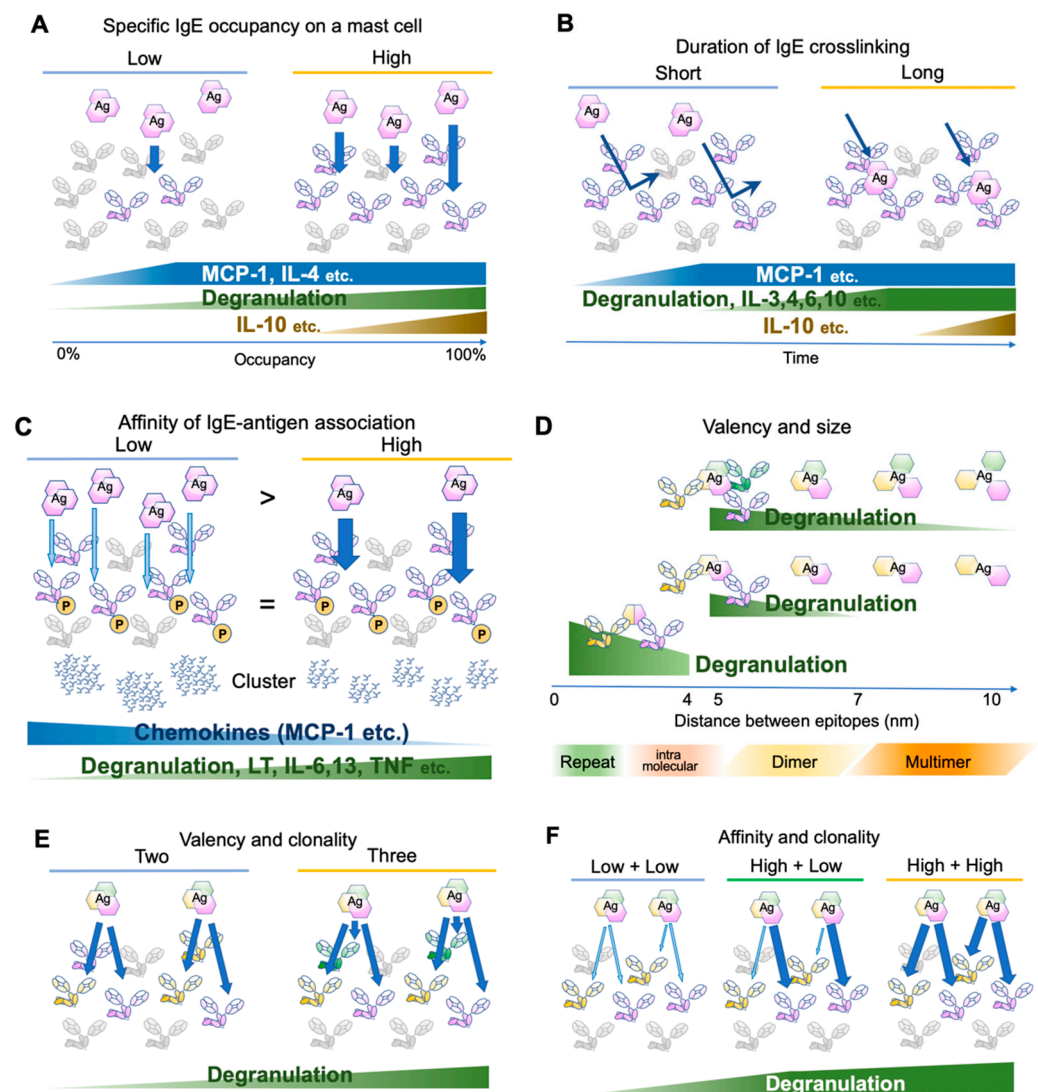 A
Specific IgE occupancy on a mast cell
Low
High
Ag
Ag
Ag
Ag
Ag
Ag
MCP-1, IL-4 etc.
Degranulation
IL-10 etc.
0%
Occupancy
100%
B
Duration of IgE crosslinking
Short
Long
Ag
Ag
Ag
Ag
MCP-1 etc.
Degranulation, IL-3,4,6,10 etc.
IL-10 etc.
Time
C
Affinity of IgE-antigen association
Low
High
Ag
Ag
Ag
Ag
>
Ag
Ag
P
P
P
P
=
P
P
P
P
Cluster
Chemokines (MCP-1 etc.)
Degranulation, LT, IL-6,13, TNF etc.
D
Valency and size
Ag
Ag
Ag
Ag
Degranulation
Ag
Ag
Ag
Ag
Degranulation
Degranulation
0
4
5
7
10
Distance between epitopes (nm)
Repeat
intra
molecular
Dimer
Multimer
E
Valency and clonality
Two
Three
Ag
Ag
Ag
Ag
Degranulation
F
Affinity and clonality
Low + Low
High + Low
High + High
Ag
Ag
Ag
Ag
Ag
Ag
Degranulation